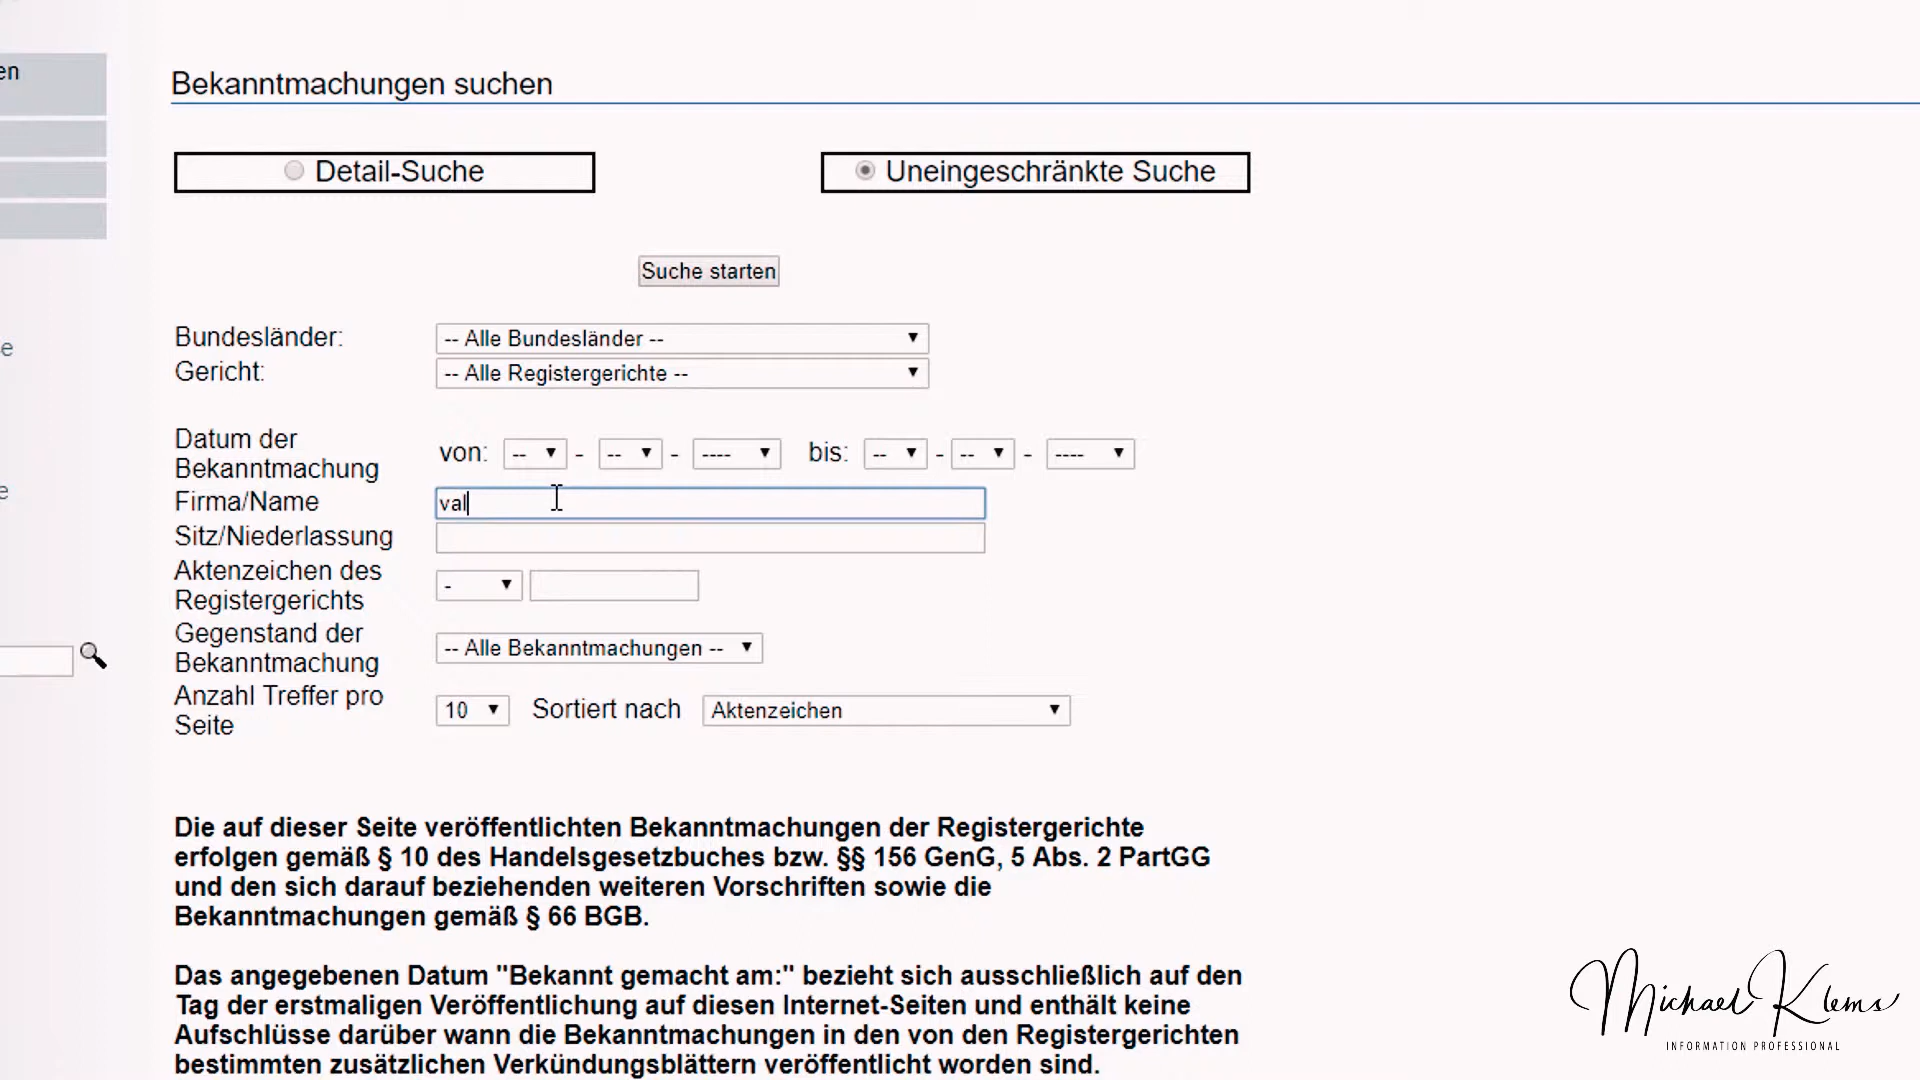 en
Bekanntmachungen suchen
Detail-Suche
Uneingeschränkte Suche
Suche starten
Bundesländer: -- Alle Bundesländer --
e
Gericht: -- Alle Registergerichte --
Datum der
Bekanntmachung
von: -- - -- - ---- bis: -- - -- - ----
e
Firma/Name val
Sitz/Niederlassung
Aktenzeichen des
Registergerichts
-
Gegenstand der
Bekanntmachung
-- Alle Bekanntmachungen --
Anzahl Treffer pro
Seite
10 Sortiert nach Aktenzeichen
Die auf dieser Seite veröffentlichten Bekanntmachungen der Registergerichte
erfolgen gemäß § 10 des Handelsgesetzbuches bzw. §§ 156 GenG, 5 Abs. 2 PartGG
und den sich darauf beziehenden weiteren Vorschriften sowie die
Bekanntmachungen gemäß § 66 BGB.
Das angegebenen Datum "Bekannt gemacht am:" bezieht sich ausschließlich auf den
Tag der erstmaligen Veröffentlichung auf diesen Internet-Seiten und enthält keine
Aufschlüsse darüber wann die Bekanntmachungen in den von den Registergerichten
bestimmten zusätzlichen Verkündungsblättern veröffentlicht worden sind.
Michael Klems
INFORMATION PROFESSIONAL